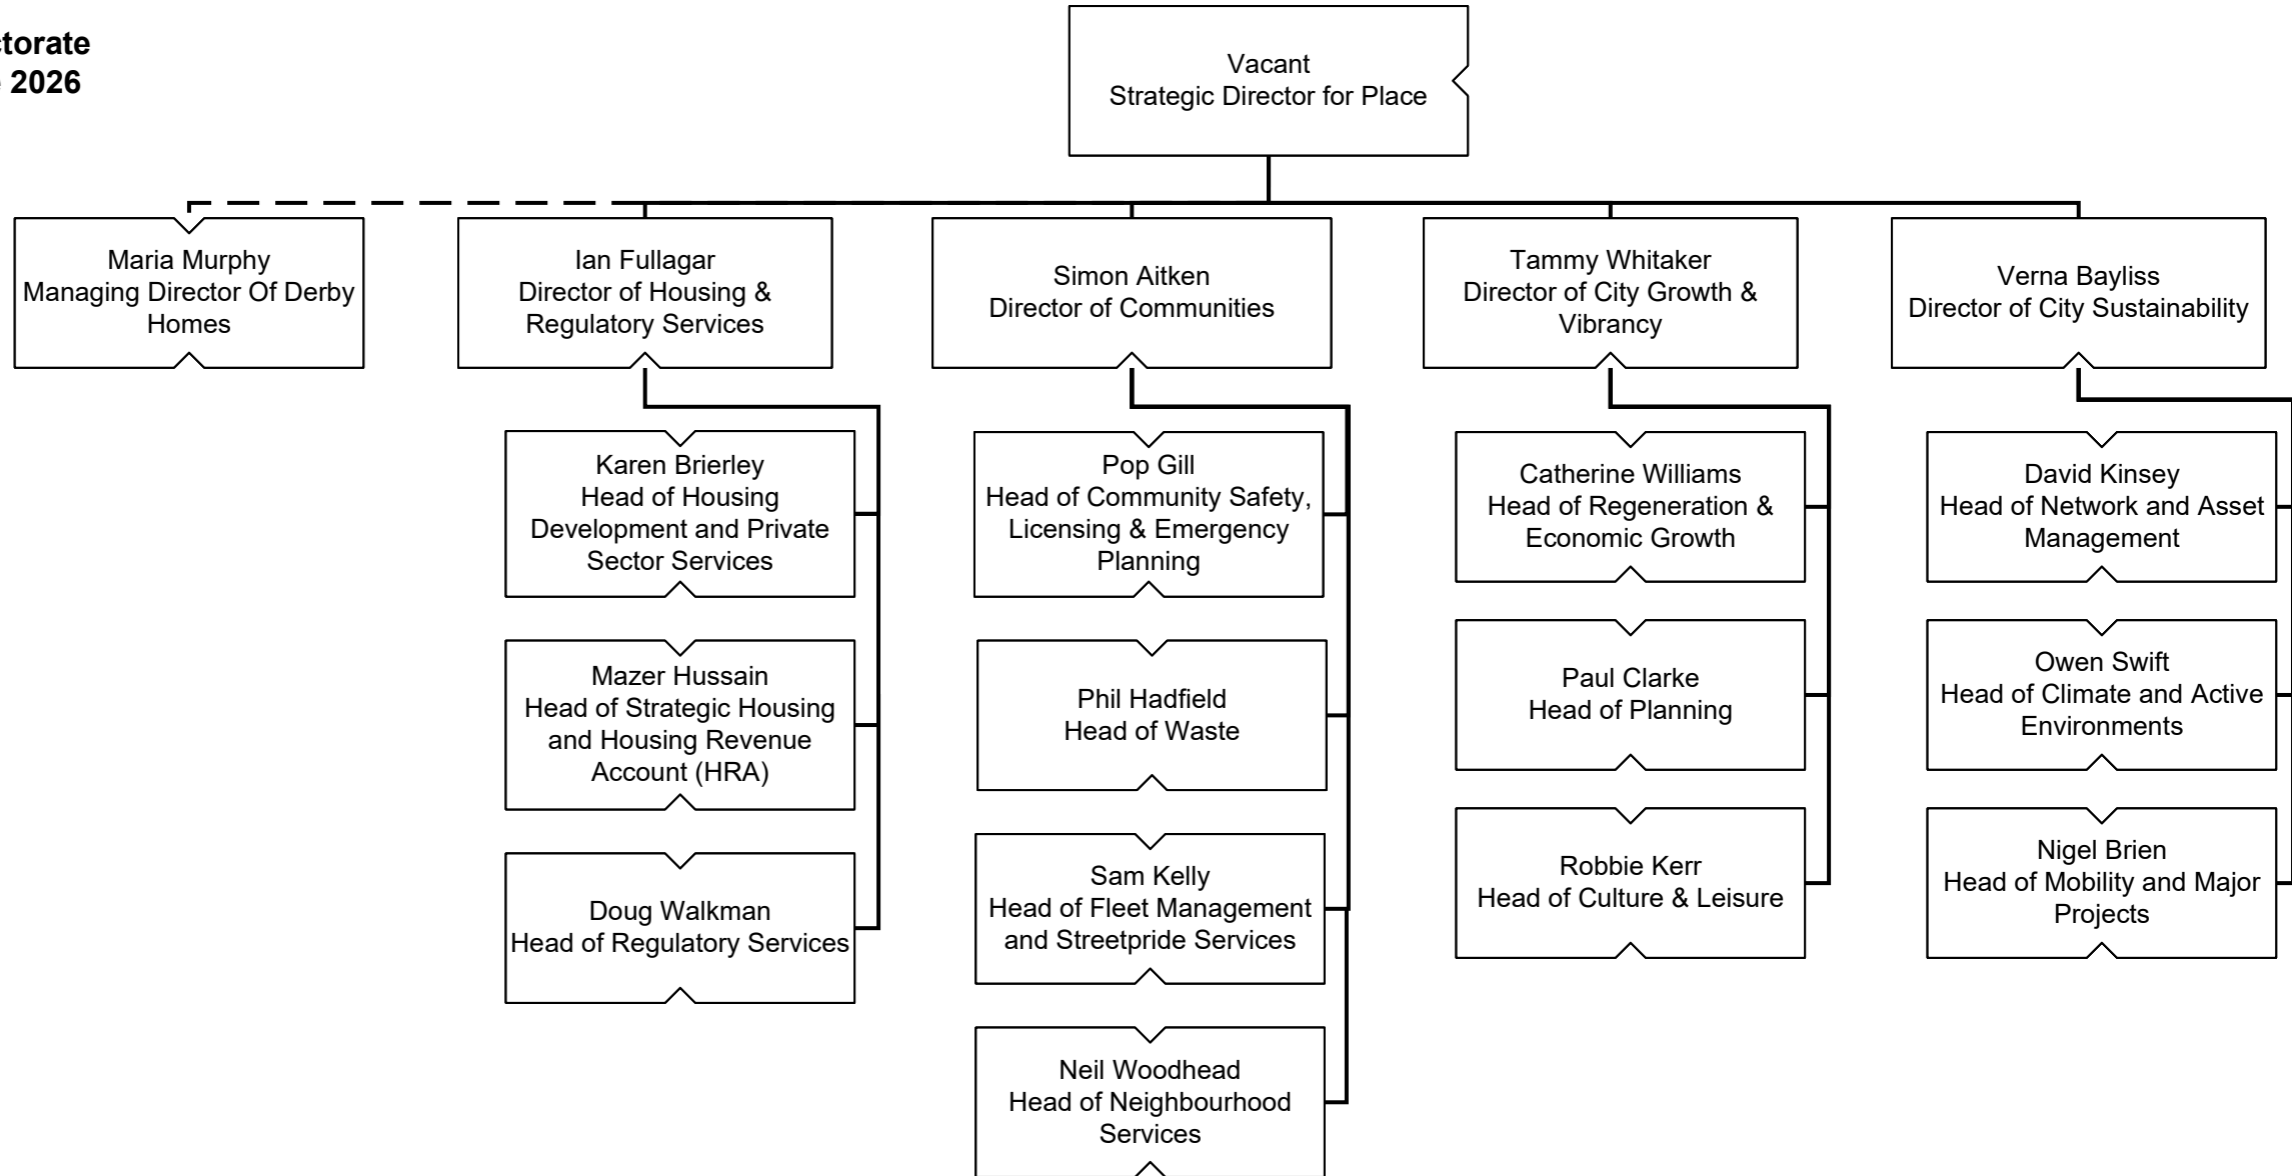 2026
Vacant
Strategic Director for Place
Maria Murphy
Managing Director Of Derby
Homes
Ian Fullagar
Director of Housing &
Regulatory Services
Simon Aitken
Director of Communities
Tammy Whitaker
Director of City Growth &
Vibrancy
Verna Bayliss
Director of City Sustainability
Karen Brierley
Head of Housing
Development and Private
Sector Services
Mazer Hussain
Head of Strategic Housing
and Housing Revenue
Account (HRA)
Doug Walkman
Head of Regulatory Services
Pop Gill
Head of Community Safety,
Licensing & Emergency
Planning
Phil Hadfield
Head of Waste
Sam Kelly
Head of Fleet Management
and Streetpride Services
Neil Woodhead
Head of Neighbourhood
Services
Catherine Williams
Head of Regeneration &
Economic Growth
Paul Clarke
Head of Planning
Robbie Kerr
Head of Culture & Leisure
David Kinsey
Head of Network and Asset
Management
Owen Swift
Head of Climate and Active
Environments
Nigel Brien
Head of Mobility and Major
Projects